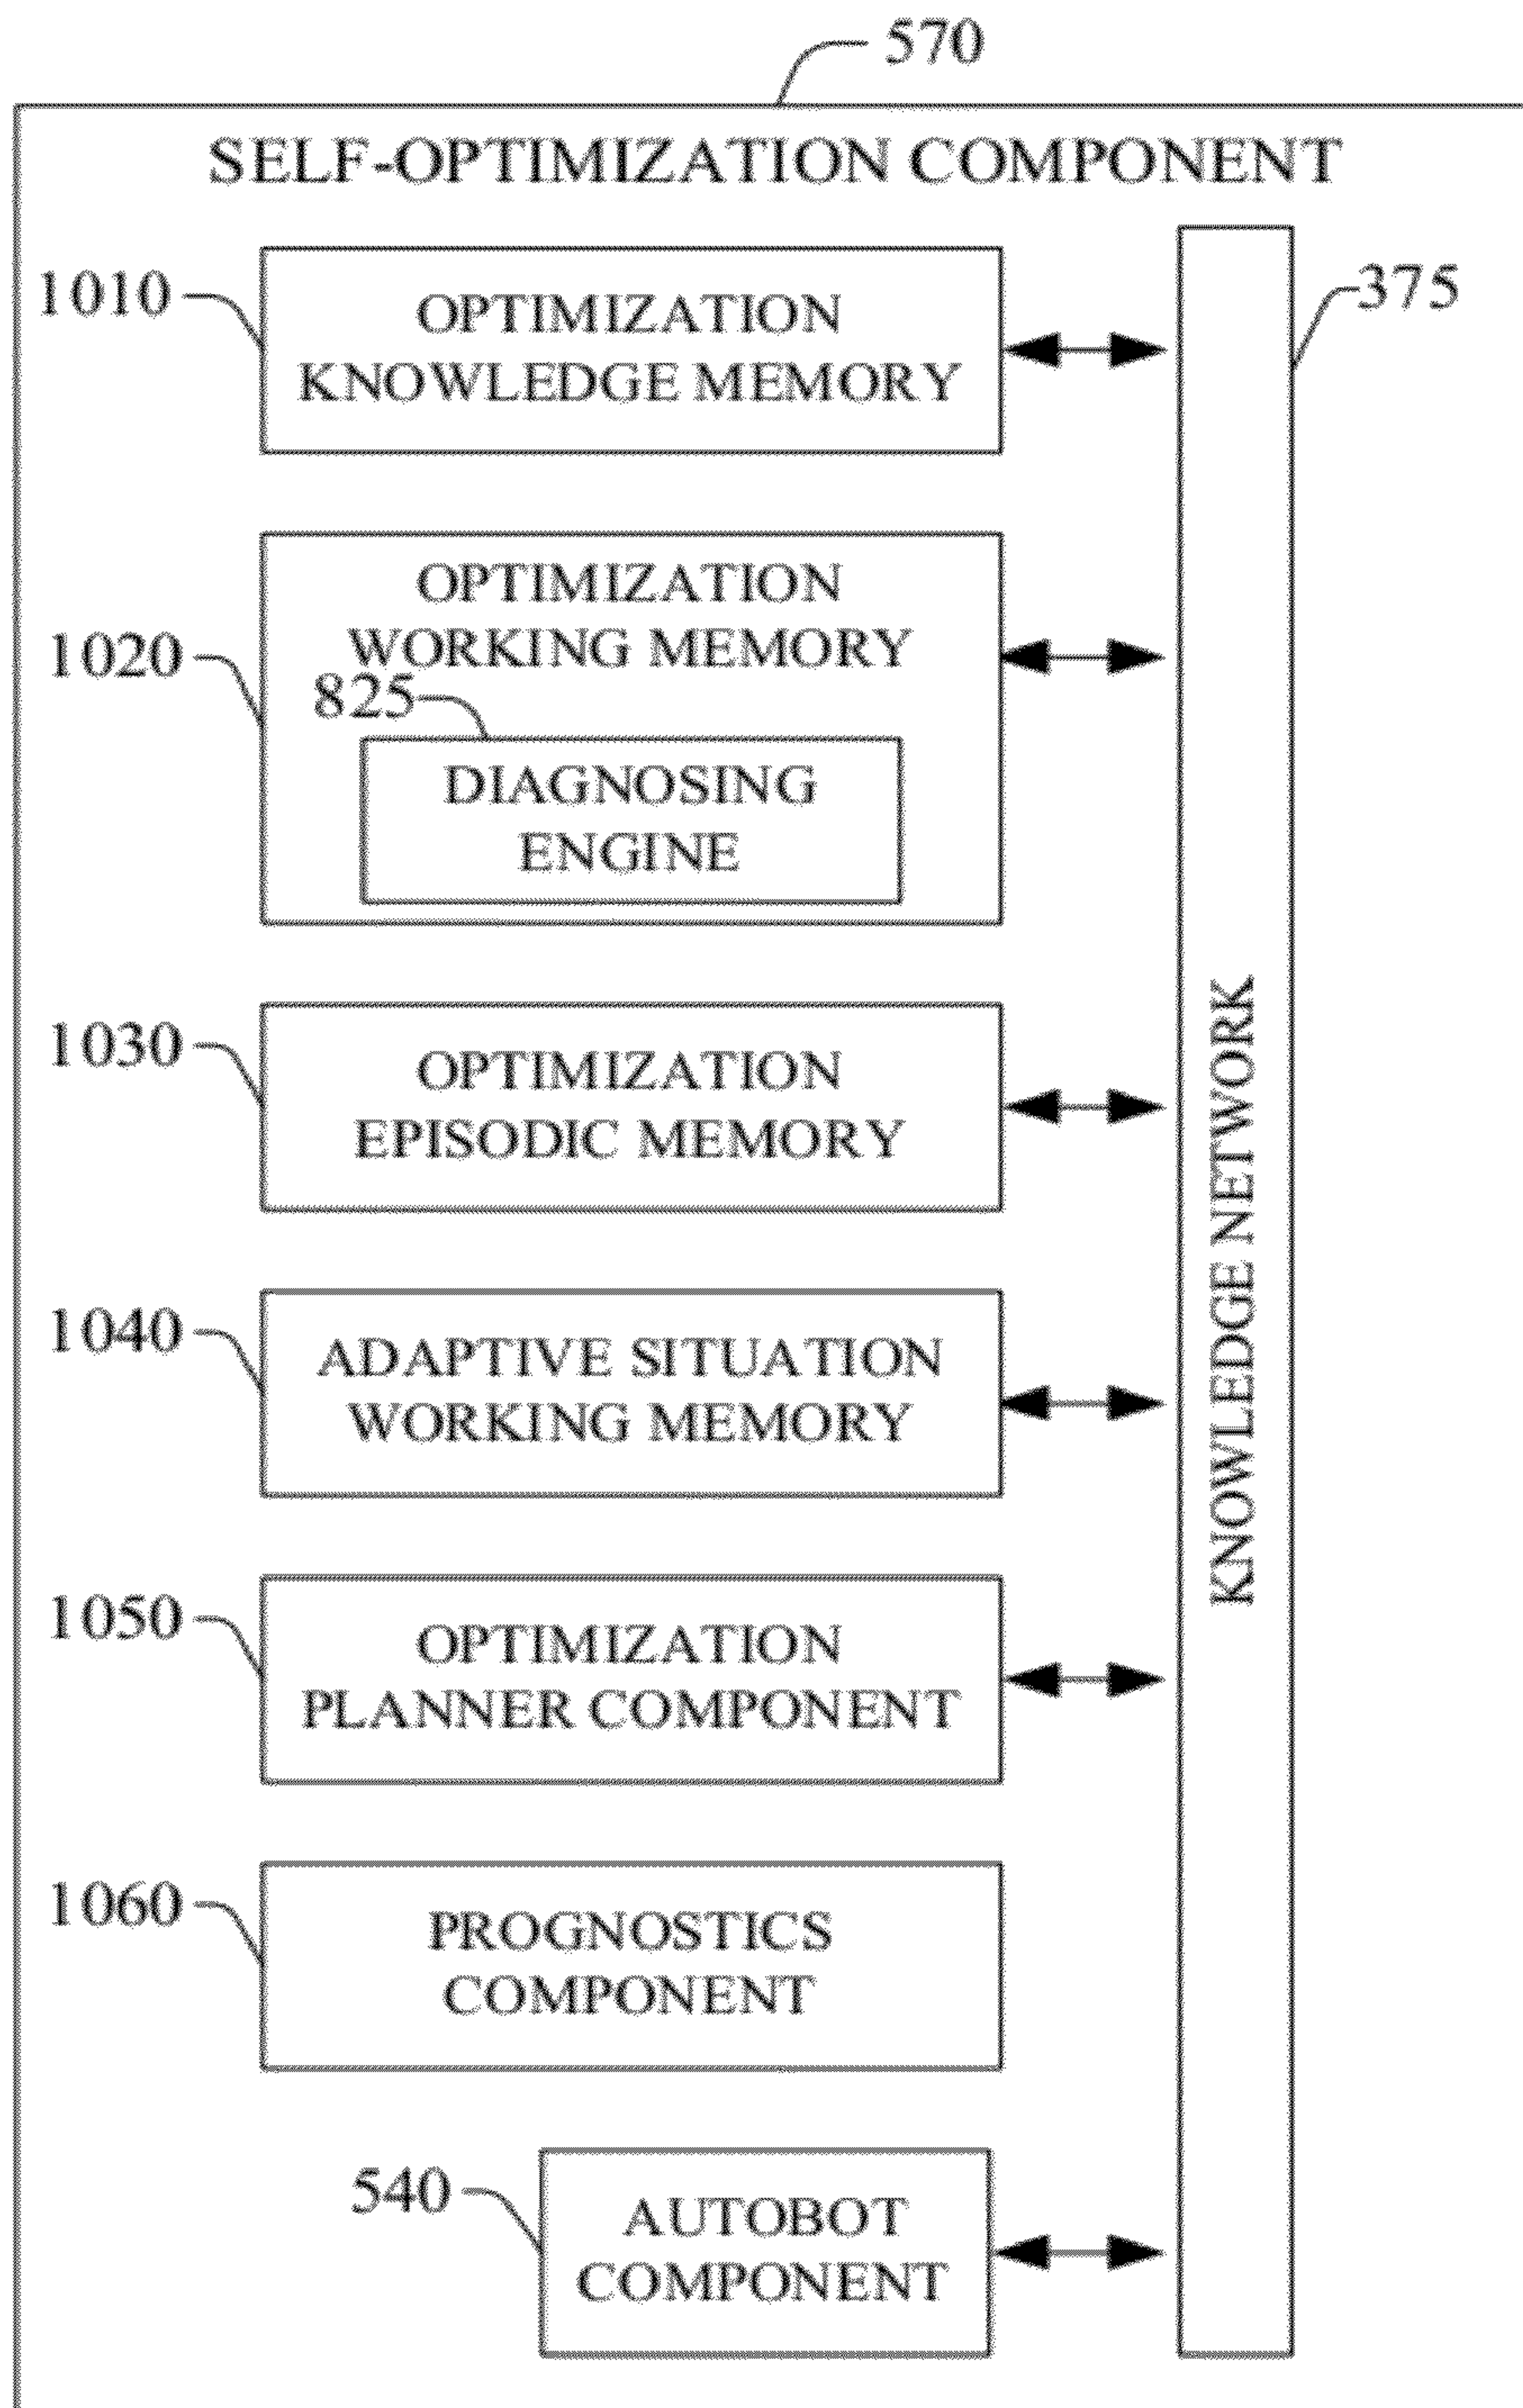 570
SELF-OPTIMIZATION COMPONENT
1010
OPTIMIZATION
KNOWLEDGE MEMORY
375
1020
OPTIMIZATION
WORKING MEMORY
825
DIAGNOSING
ENGINE
1030
OPTIMIZATION
EPISODIC MEMORY
KNOWLEDGE NETWORK
1040
ADAPTIVE SITUATION
WORKING MEMORY
1050
OPTIMIZATION
PLANNER COMPONENT
1060
PROGNOSTICS
COMPONENT
540
AUTOBOT
COMPONENT